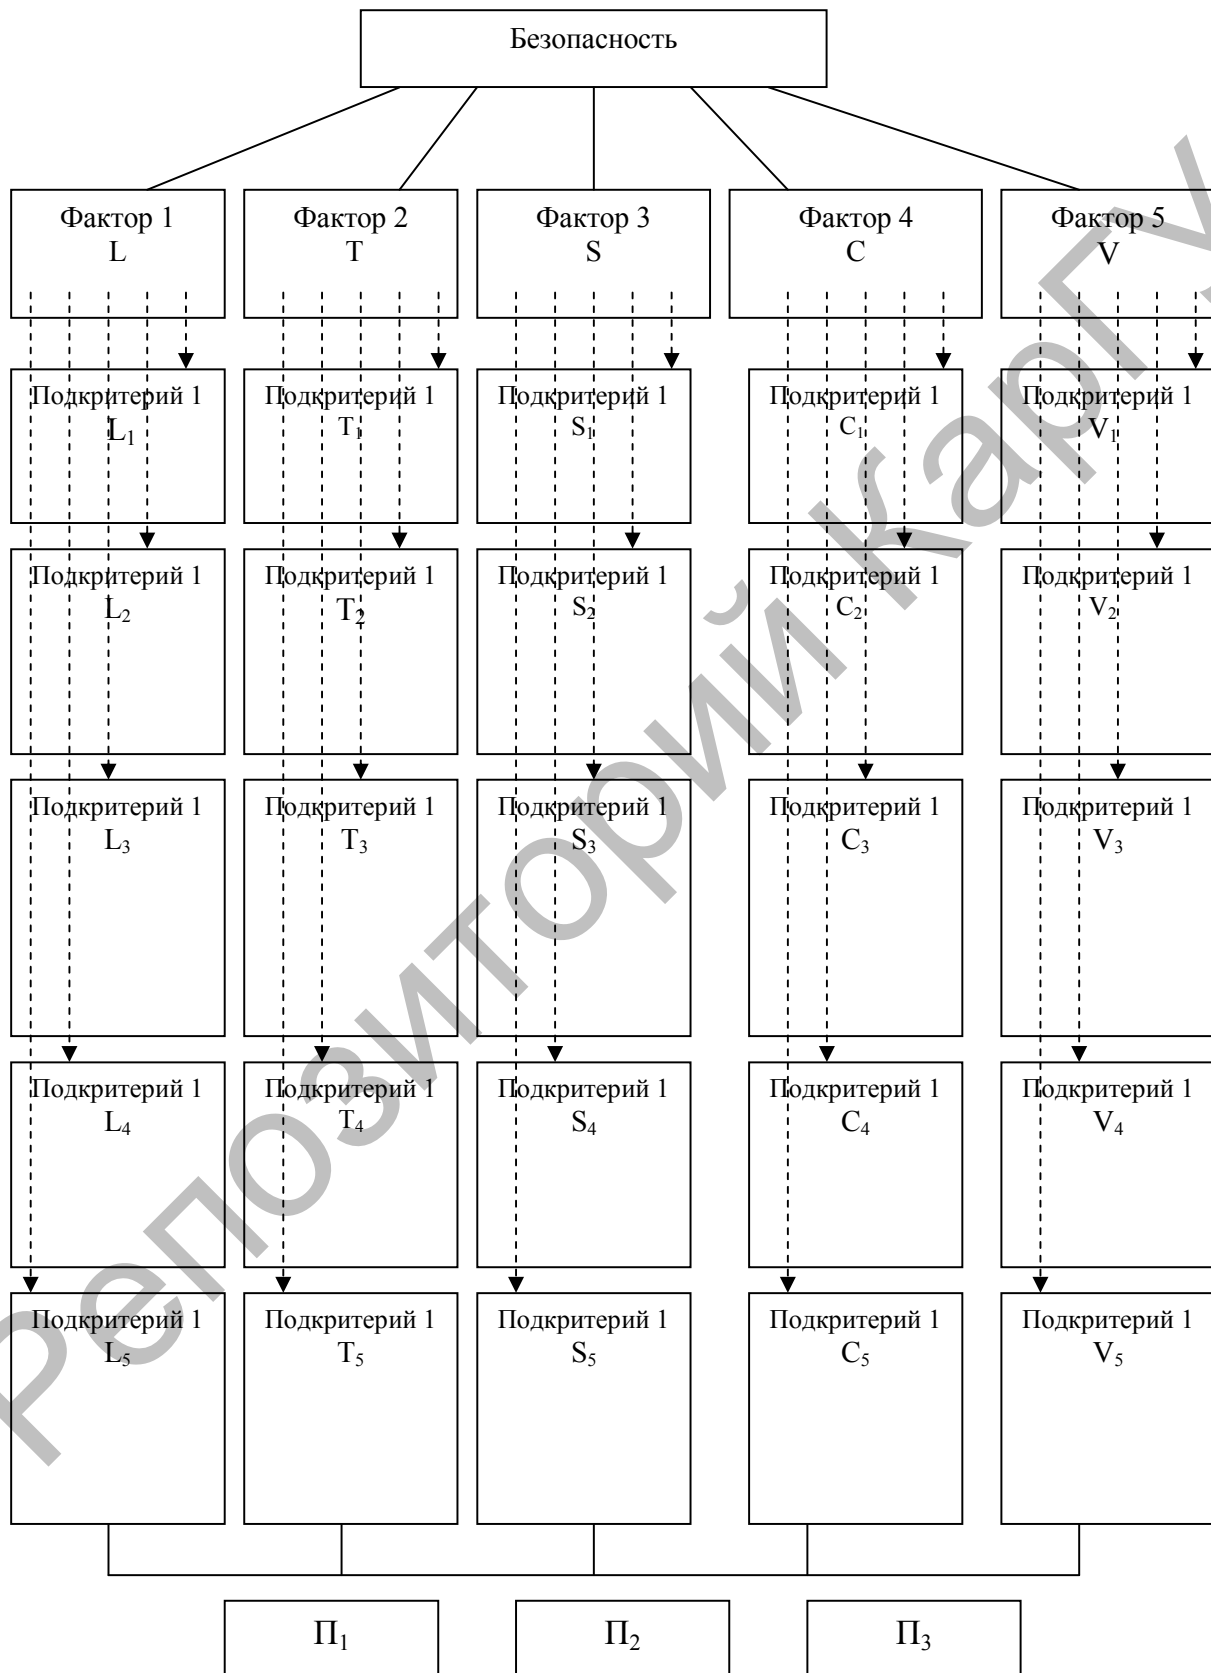 Безопасность
Фактор 1
L
Фактор 2
T
Фактор 3
S
Фактор 4
C
Фактор 5
V
Подкритерий 1
L₁
Подкритерий 1
T₁
Подкритерий 1
S₁
Подкритерий 1
C₁
Подкритерий 1
V₁
Подкритерий 1
L₂
Подкритерий 1
T₂
Подкритерий 1
S₂
Подкритерий 1
C₂
Подкритерий 1
V₂
Подкритерий 1
L₃
Подкритерий 1
T₃
Подкритерий 1
S₃
Подкритерий 1
C₃
Подкритерий 1
V₃
Подкритерий 1
L₄
Подкритерий 1
T₄
Подкритерий 1
S₄
Подкритерий 1
C₄
Подкритерий 1
V₄
Подкритерий 1
L₅
Подкритерий 1
T₅
Подкритерий 1
S₅
Подкритерий 1
C₅
Подкритерий 1
V₅
П₁
П₂
П₃
Репозиторий КарГУ